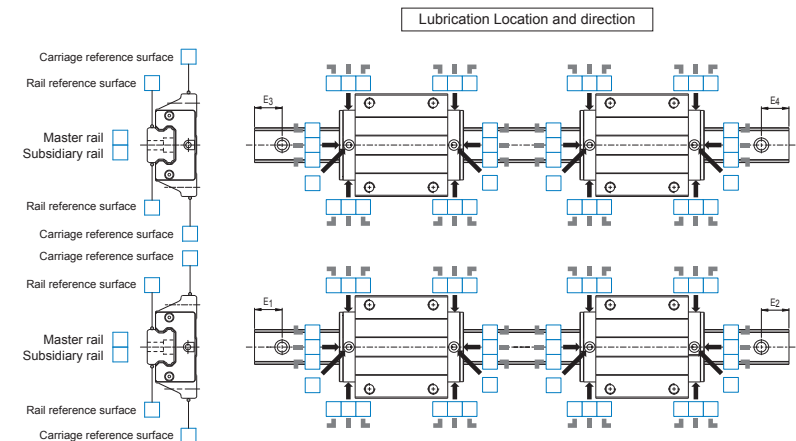 Lubrication Location and direction
Carriage reference surface
Rail reference surface
E3
E4
Master rail
Subsidiary rail
Rail reference surface
Carriage reference surface
Carriage reference surface
Rail reference surface
E1
E2
Master rail
Subsidiary rail
Rail reference surface
Carriage reference surface